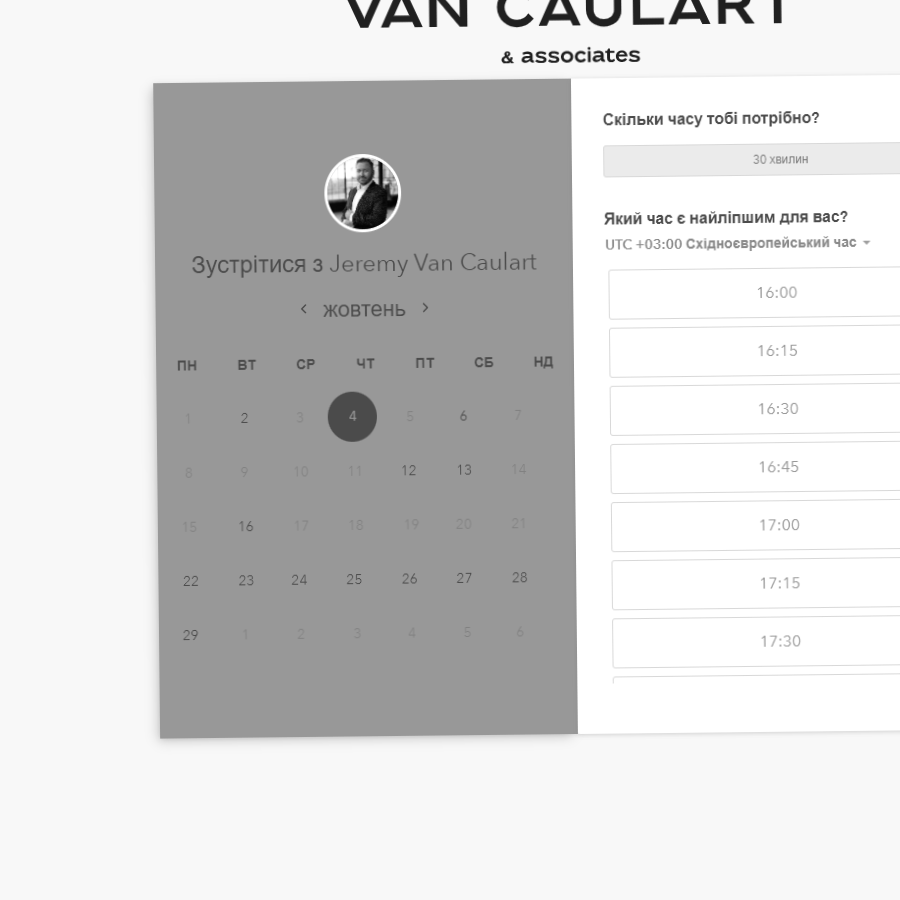 VAN CAULART
& associates
Зустрітися з Jeremy Van Caulart
жовтень
ПН ВТ СР ЧТ ПТ СБ НД
1 2 3 4 5 6 7
8 9 10 11 12 13 14
15 16 17 18 19 20 21
22 23 24 25 26 27 28
29 1 2 3 4 5 6
Скільки часу тобі потрібно?
30 хвилин
Який час є найліпшим для вас?
UTC +03:00 Східноєвропейський час
16:00
16:15
16:30
16:45
17:00
17:15
17:30